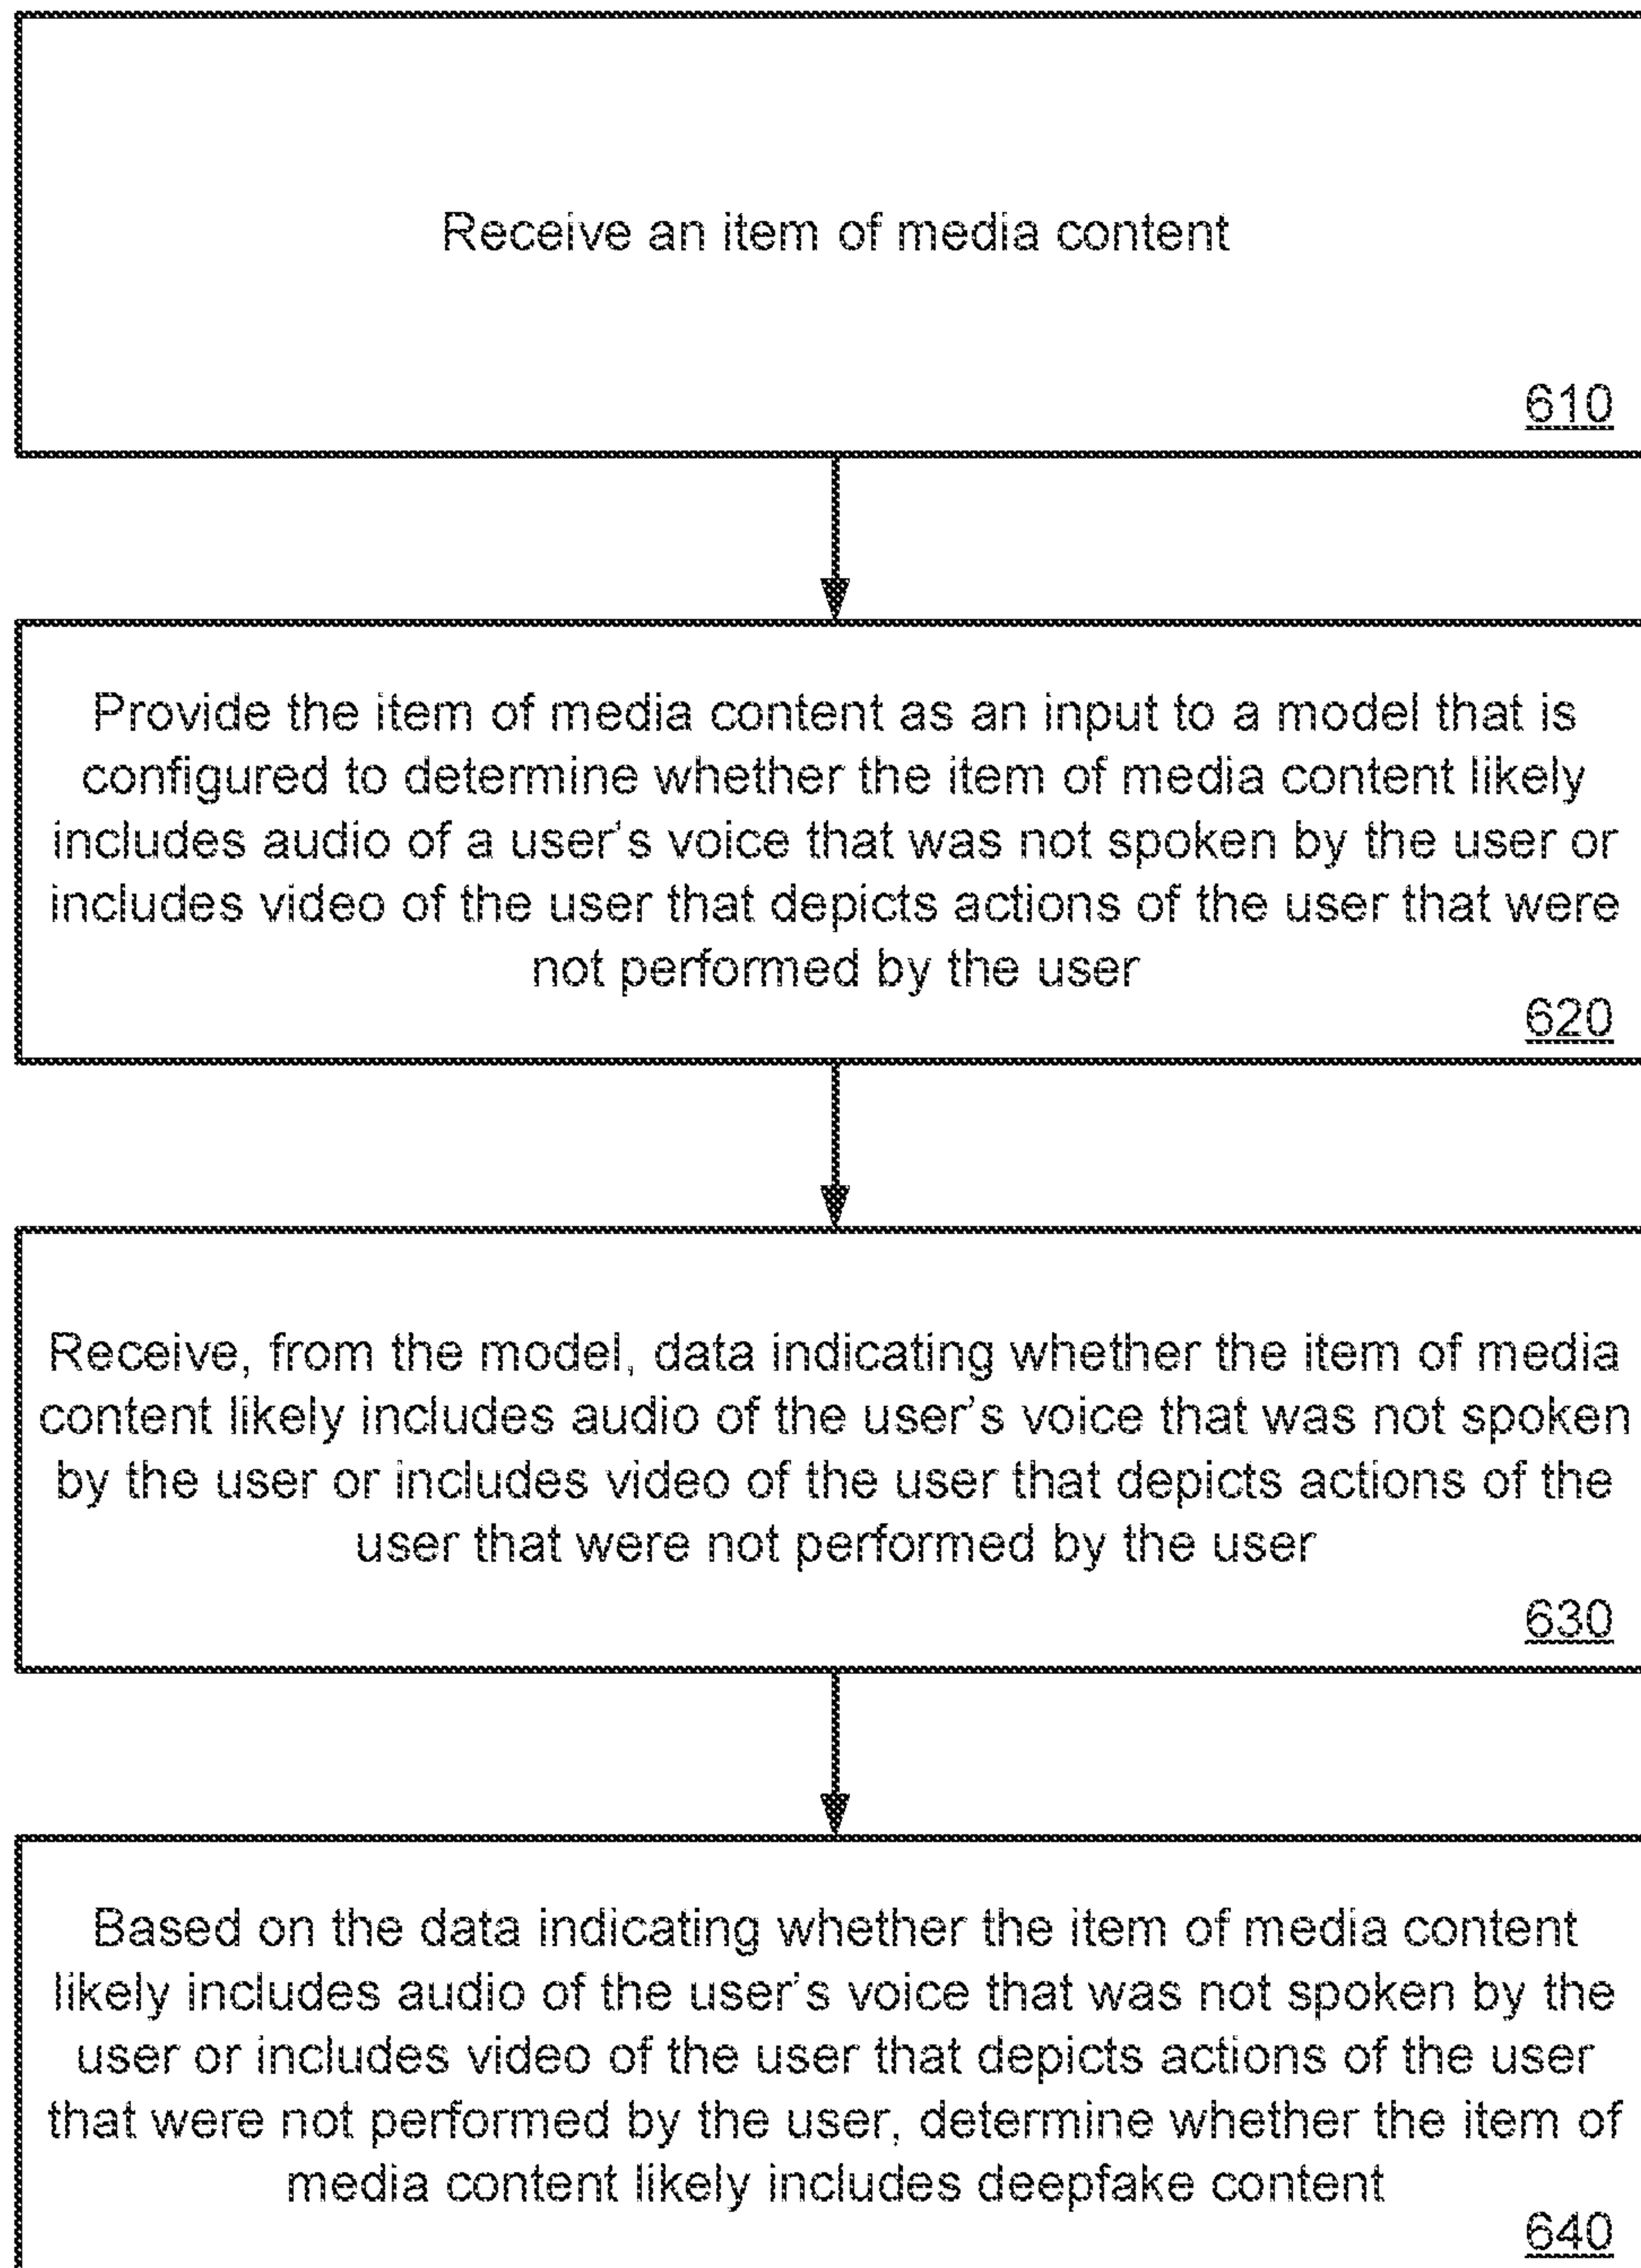 Receive an item of media content
610
Provide the item of media content as an input to a model that is
configured to determine whether the item of media content likely
includes audio of a user's voice that was not spoken by the user or
includes video of the user that depicts actions of the user that were
not performed by the user
620
Receive, from the model, data indicating whether the item of media
content likely includes audio of the user's voice that was not spoken
by the user or includes video of the user that depicts actions of the
user that were not performed by the user
630
Based on the data indicating whether the item of media content
likely includes audio of the user's voice that was not spoken by the
user or includes video of the user that depicts actions of the user
that were not performed by the user, determine whether the item of
media content likely includes deepfake content
640